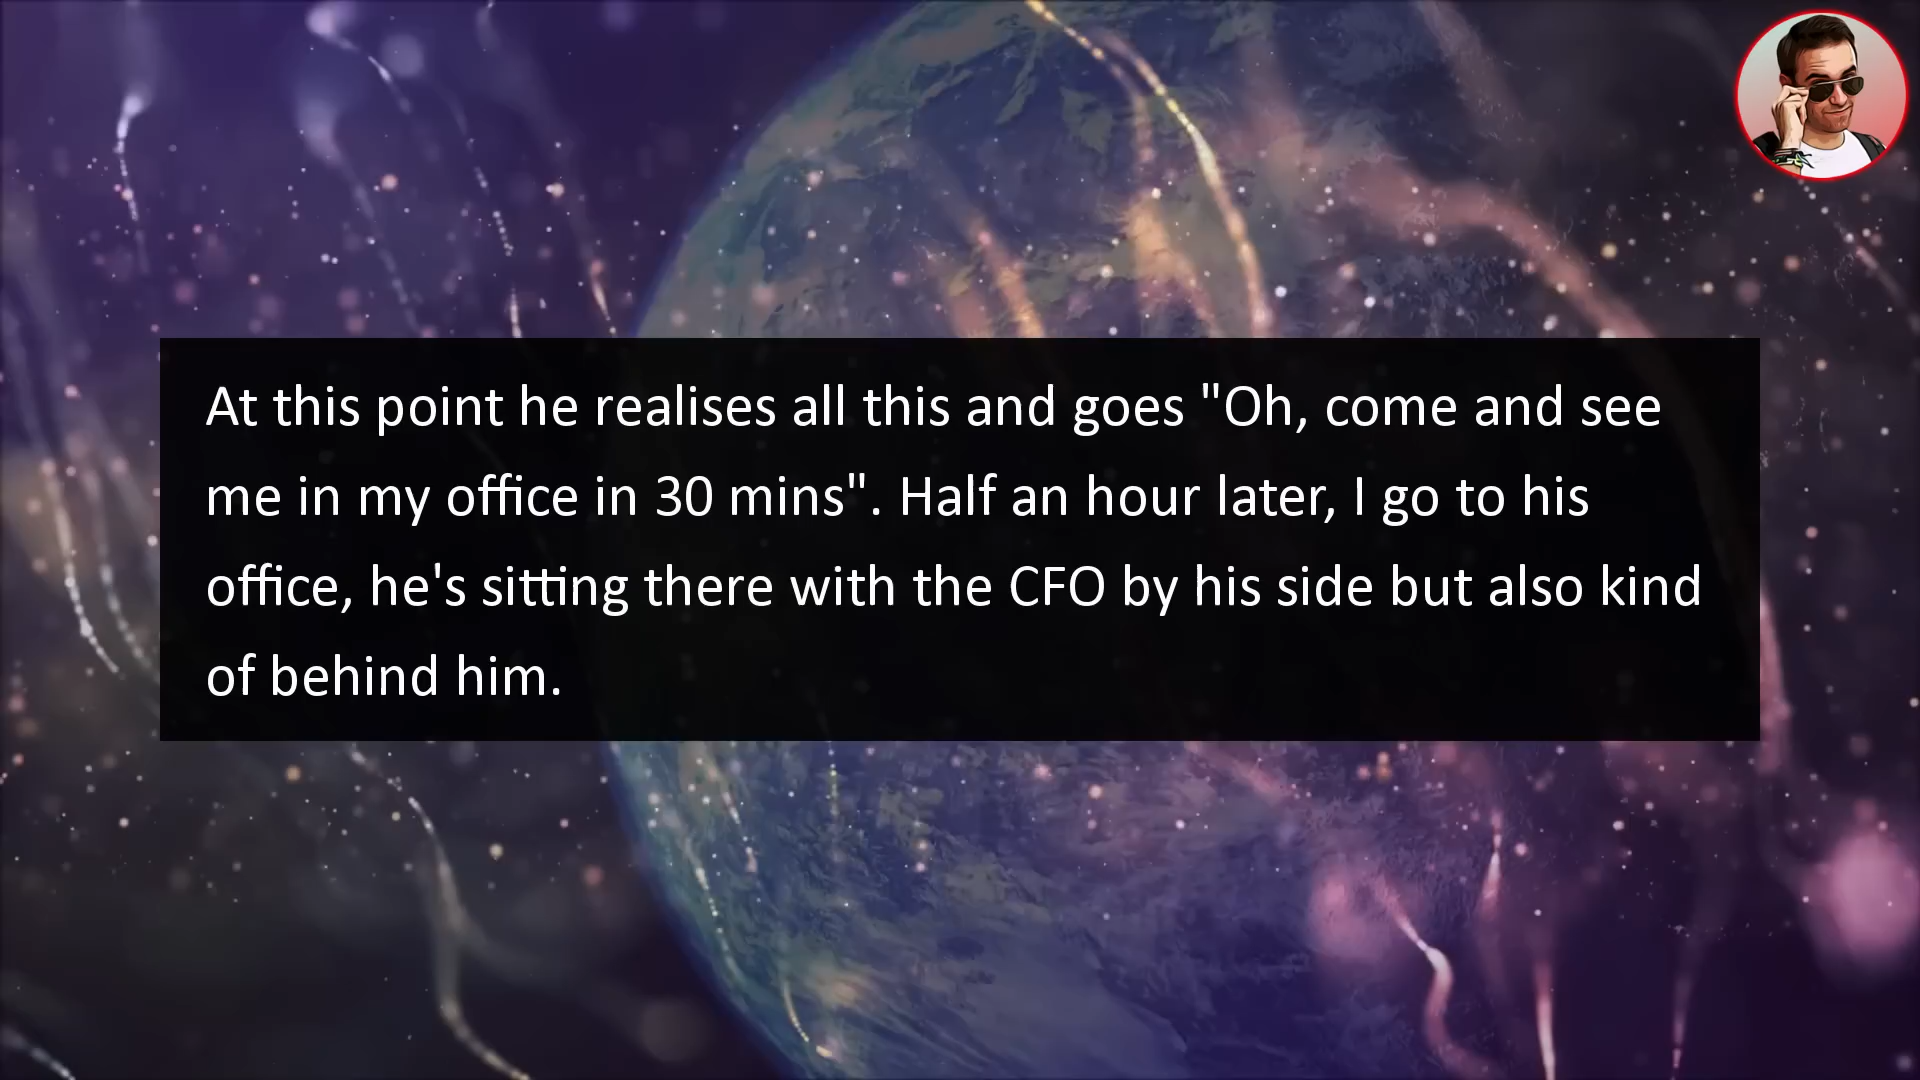 At this point he realises all this and goes "Oh, come and see
me in my office in 30 mins". Half an hour later, I go to his
office, he's sitting there with the CFO by his side but also kind
of behind him.